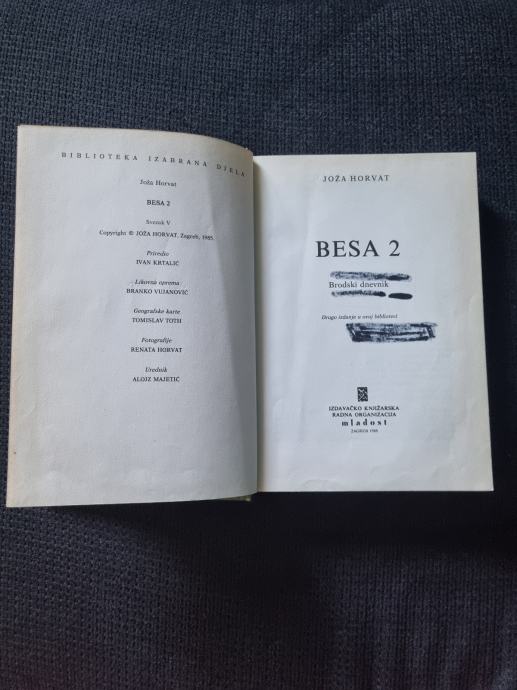 BIBLIOTEKA IZABRANA DJELA
Joža Horvat
BESA 2
Svezak V
Copyright © JOŽA HORVAT, Zagreb, 1985.
Priredio
IVAN KRTALIĆ
Likovna oprema
BRANKO VUJANOVIĆ
Geografske karte
TOMISLAV TOTH
Fotografije
RENATA HORVAT
Urednik
ALOJZ MAJETIĆ
JOŽA HORVAT
BESA 2
Brodski dnevnik
Drugo izdanje u ovoj biblioteci
IZDAVAČKO KNJIŽARSKA
RADNA ORGANIZACIJA
mladost
ZAGREB 1985